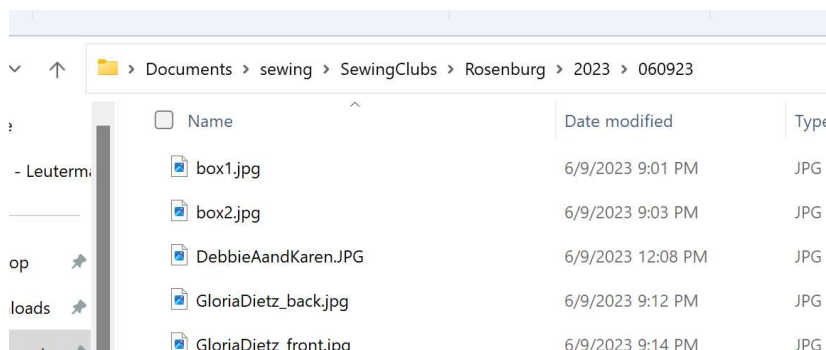 Documents > sewing > SewingClubs > Rosenburg > 2023 > 060923
Name Date modified Type
- Leuterma
box1.jpg 6/9/2023 9:01 PM JPG
box2.jpg 6/9/2023 9:03 PM JPG
op DebbieAandKaren.JPG 6/9/2023 12:08 PM JPG
loads GloriaDietz_back.jpg 6/9/2023 9:12 PM JPG
GloriaDietz_front.jpg 6/9/2023 9:14 PM JPG